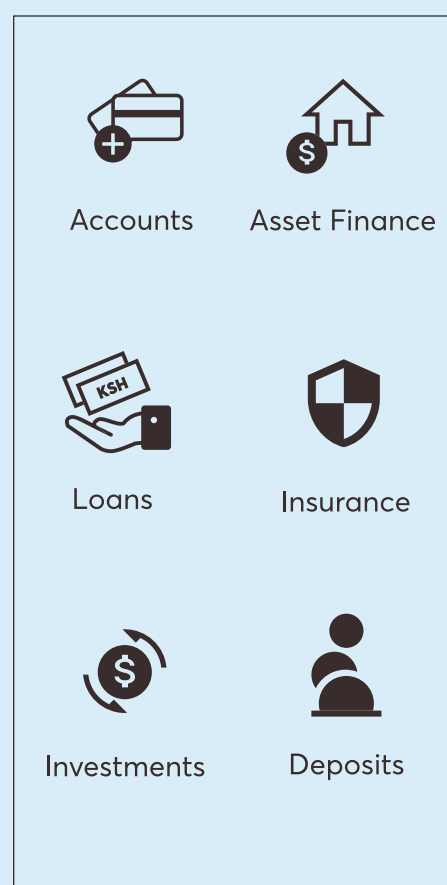 $
Accounts
Asset Finance
KSH
Loans
Insurance
$
Investments
Deposits